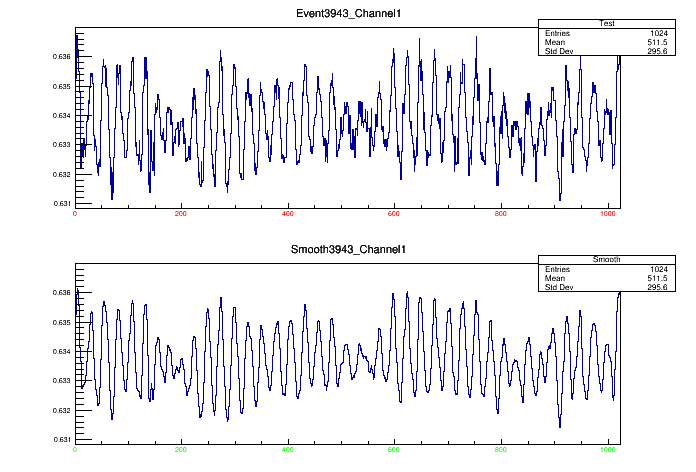 Event3943_Channel1
Test
Entries 1024
Mean 511.5
Std Dev 295.6
0.636
0.635
0.634
0.633
0.632
0.631
0 200 400 600 800 1000
Smooth3943_Channel1
Smooth
Entries 1024
Mean 511.5
Std Dev 295.6
0.636
0.635
0.634
0.633
0.632
0.631
0 200 400 600 800 1000